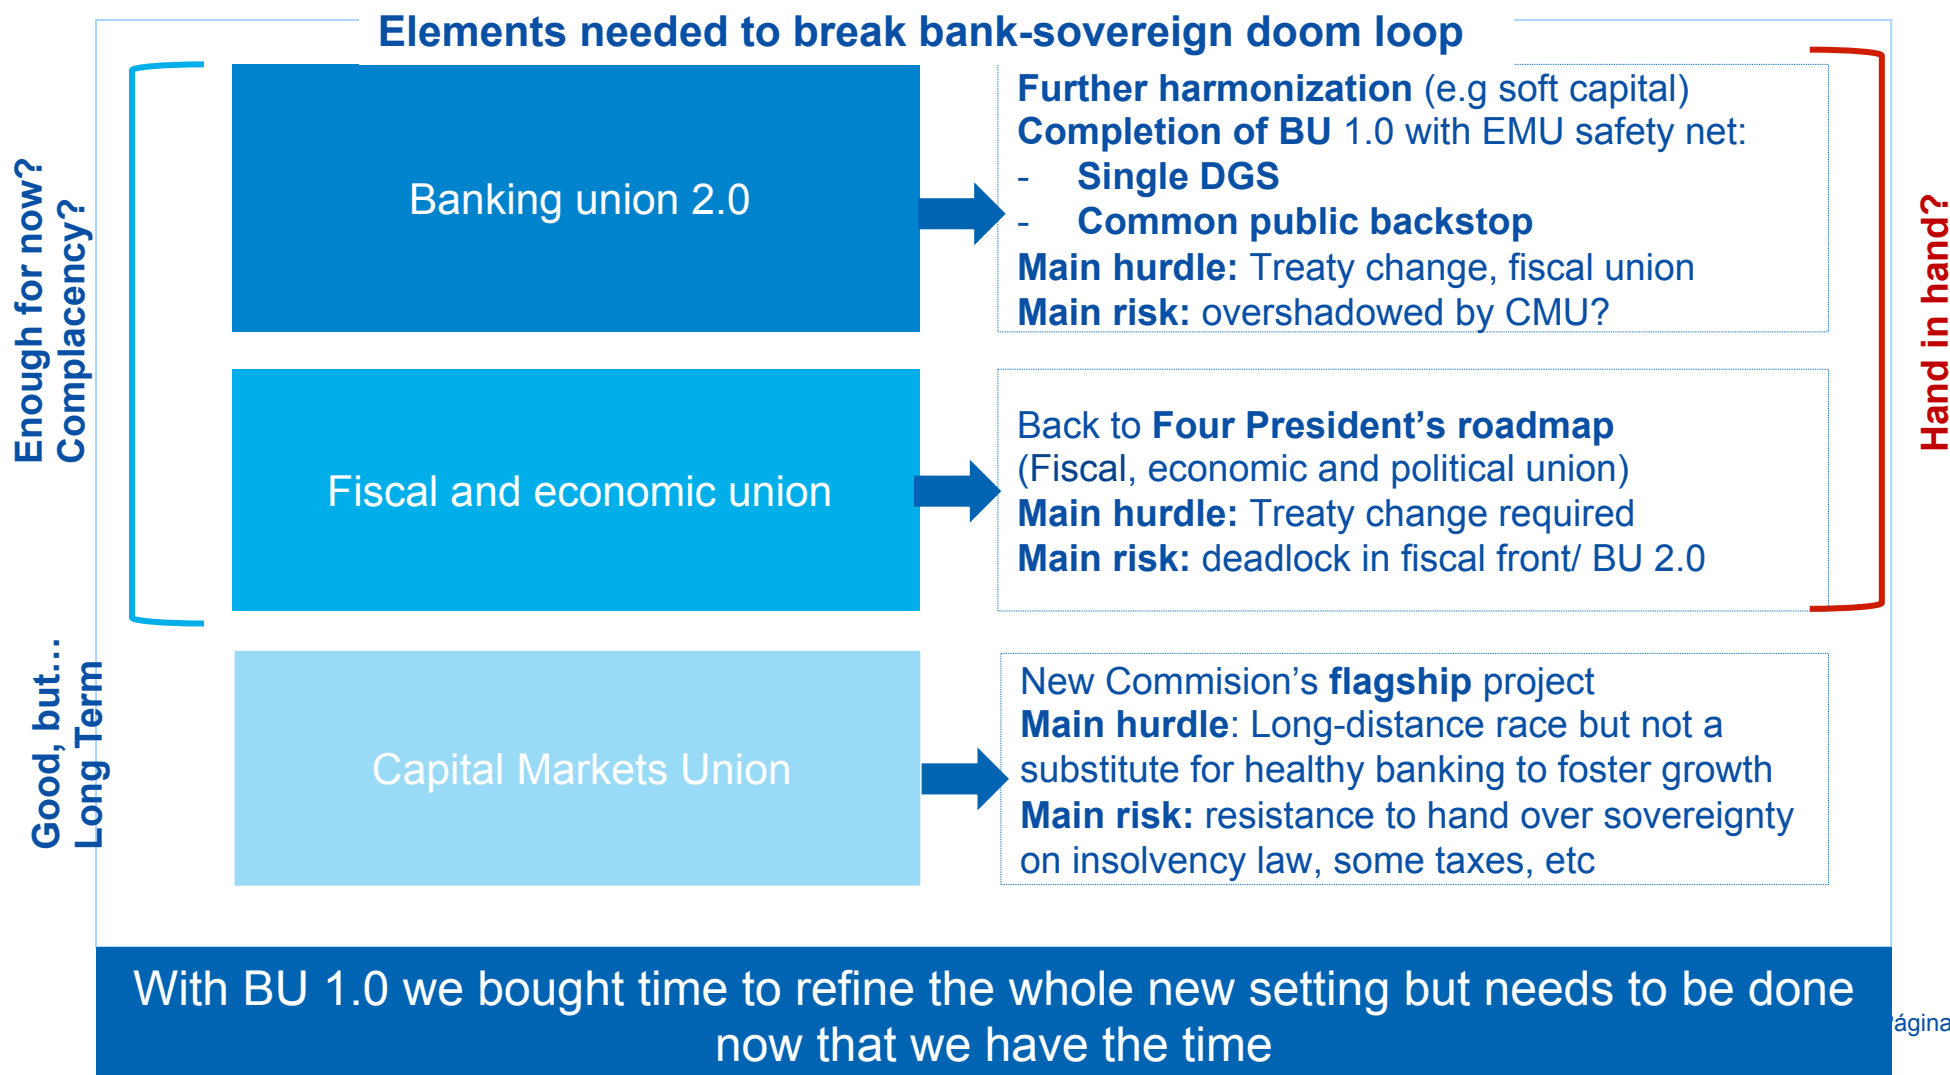 Elements needed to break bank-sovereign doom loop
Enough for now?
Complacency?
Banking union 2.0
Further harmonization (e.g soft capital)
Completion of BU 1.0 with EMU safety net:
- Single DGS
- Common public backstop
Main hurdle: Treaty change, fiscal union
Main risk: overshadowed by CMU?
Hand in hand?
Fiscal and economic union
Back to Four President’s roadmap
(Fiscal, economic and political union)
Main hurdle: Treaty change required
Main risk: deadlock in fiscal front/ BU 2.0
Good, but…
Long Term
Capital Markets Union
New Commision’s flagship project
Main hurdle: Long-distance race but not a
substitute for healthy banking to foster growth
Main risk: resistance to hand over sovereignty
on insolvency law, some taxes, etc
With BU 1.0 we bought time to refine the whole new setting but needs to be done
now that we have the time
ágina